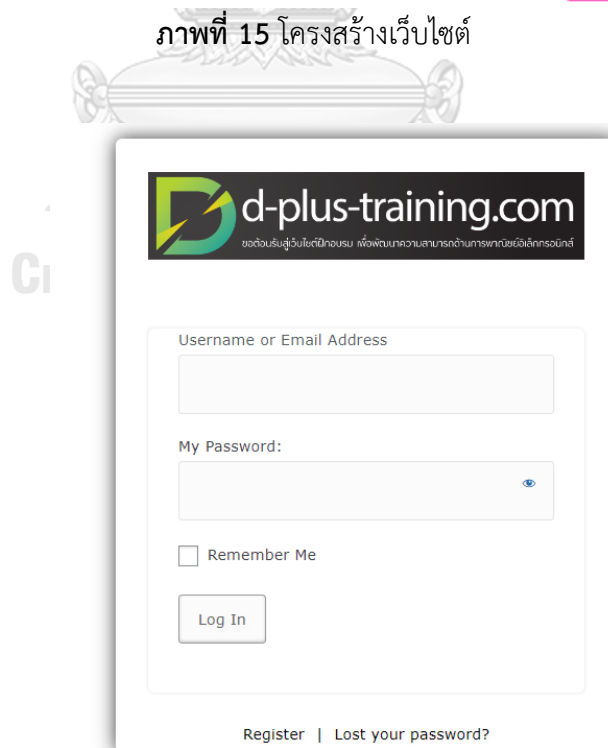 ภาพที่ 15 โครงสร้างเว็บไซต์
d-plus-training.com
ขอต้อนรับสู่เว็บไซต์ฝึกอบรม เพื่อพัฒนาความสามารถด้านการพาณิชย์อิเล็กทรอนิกส์
Username or Email Address
My Password:
Remember Me
Log In
Register | Lost your password?